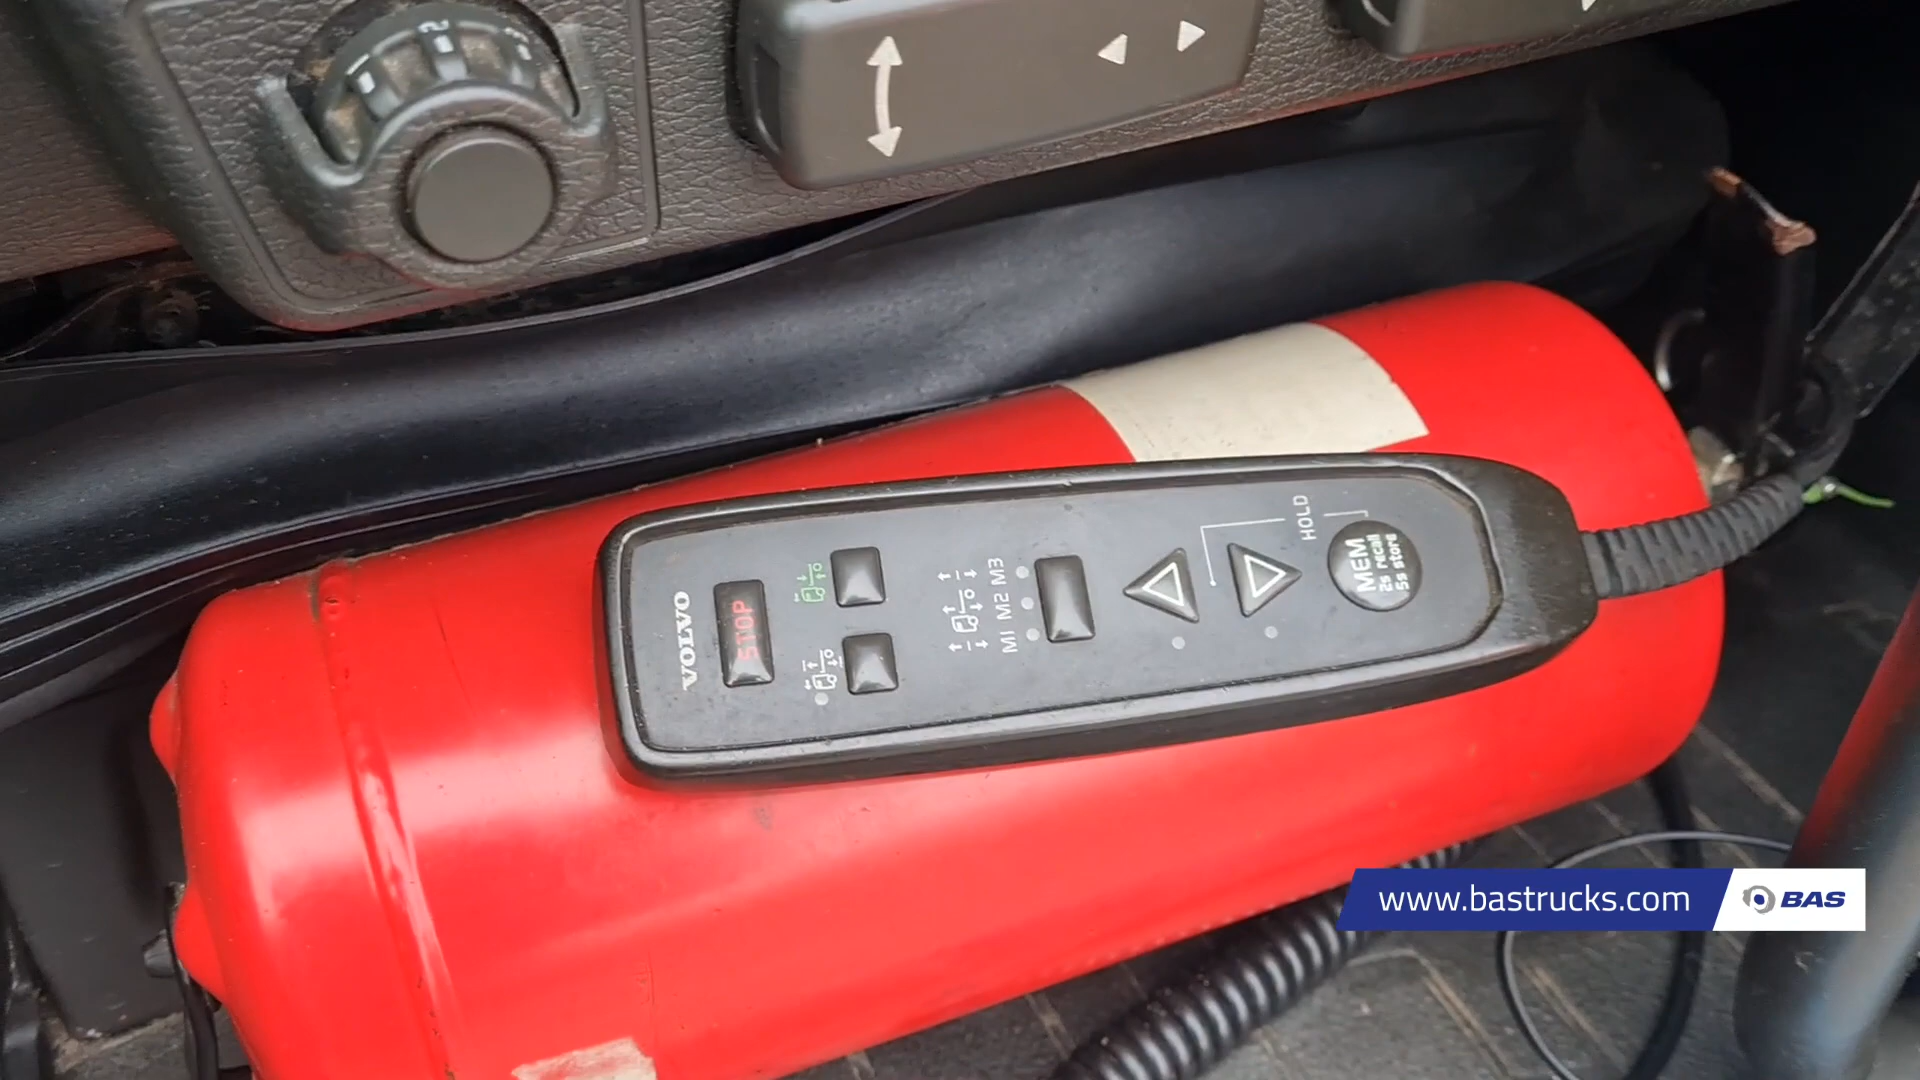 VOLVO
STOP
M1 M2 M3
HOLD
MEM
2s recall
5s store
www.bastrucks.com
BAS